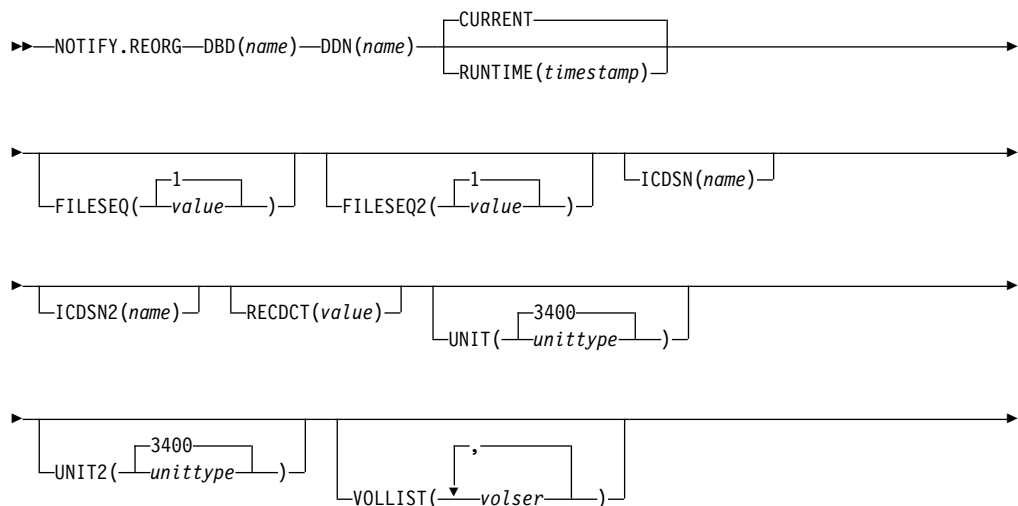 CURRENT
NOTIFY.REORG DBD(name) DDN(name)
RUNTIME(timestamp)
1 1 ICDSN(name)
FILESEQ( value ) FILESEQ2( value )
ICDSN2(name) RECDCT(value) 3400
UNIT( unittype )
3400 ,
UNIT2( unittype )
VOLLIST( volser )